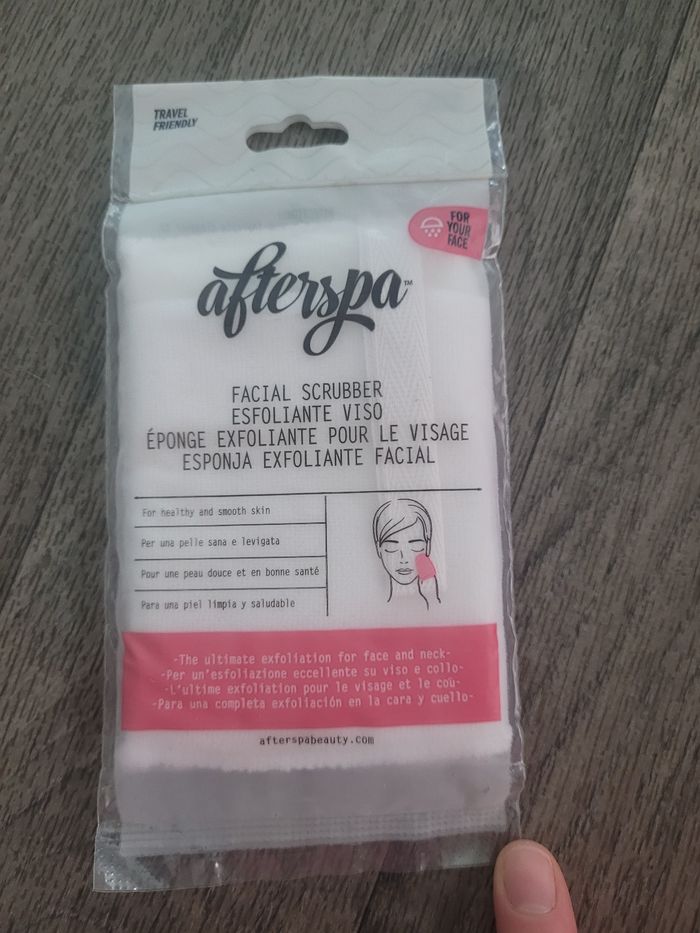 TRAVEL
FRIENDLY
FOR
YOUR
FACE
afterspa™
FACIAL SCRUBBER
ESFOLIANTE VISO
ÉPONGE EXFOLIANTE POUR LE VISAGE
ESPONJA EXFOLIANTE FACIAL
For healthy and smooth skin
Per una pelle sana e levigata
Pour une peau douce et en bonne santé
Para una piel limpia y saludable
-The ultimate exfoliation for face and neck-
-Per un'esfoliazione eccellente su viso e collo-
-L'ultime exfoliation pour le visage et le cou-
-Para una completa exfoliación en la cara y cuello-
afterspabeauty.com